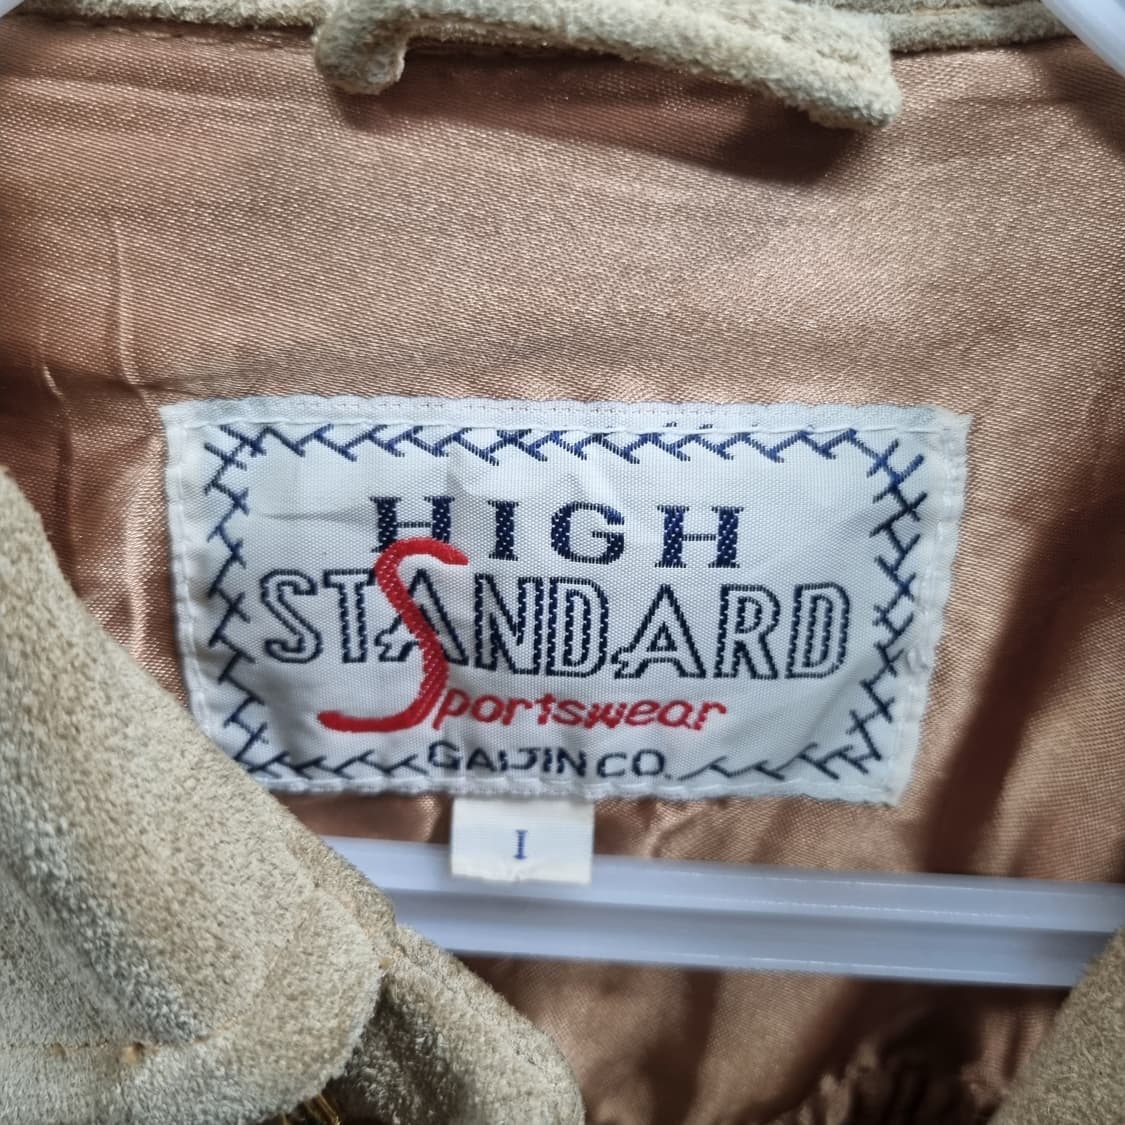 HIGH
STANDARD
Sportswear
GAIJIN CO.
I